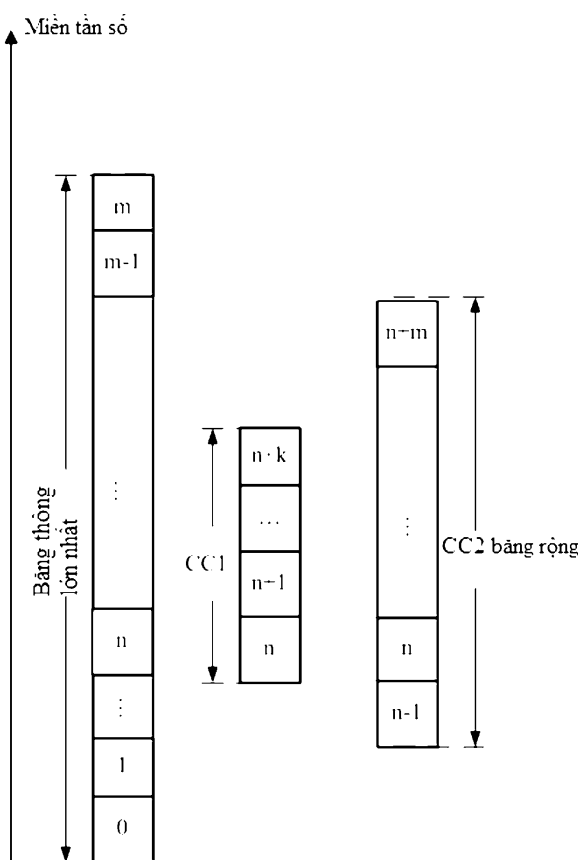 Miền tần số
m
m-1
⋮
n
⋮
1
0
Băng thông
lớn nhất
n+k
...
n+1
n
CC1
n+m
⋮
n
n-1
CC2 băng rộng